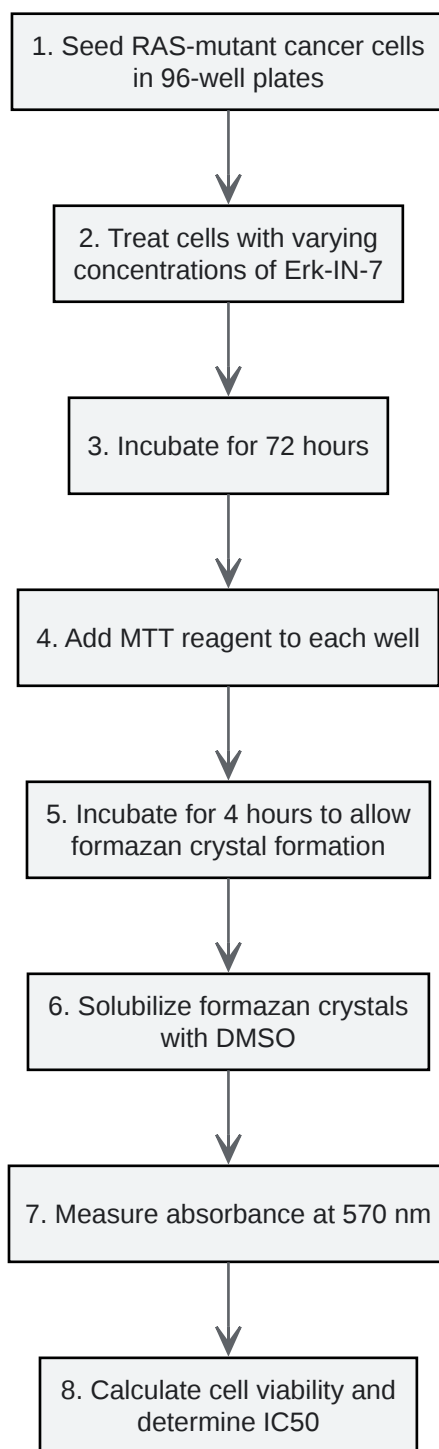 1. Seed RAS-mutant cancer cells
in 96-well plates
2. Treat cells with varying
concentrations of Erk-IN-7
3. Incubate for 72 hours
4. Add MTT reagent to each well
5. Incubate for 4 hours to allow
formazan crystal formation
6. Solubilize formazan crystals
with DMSO
7. Measure absorbance at 570 nm
8. Calculate cell viability and
determine IC50